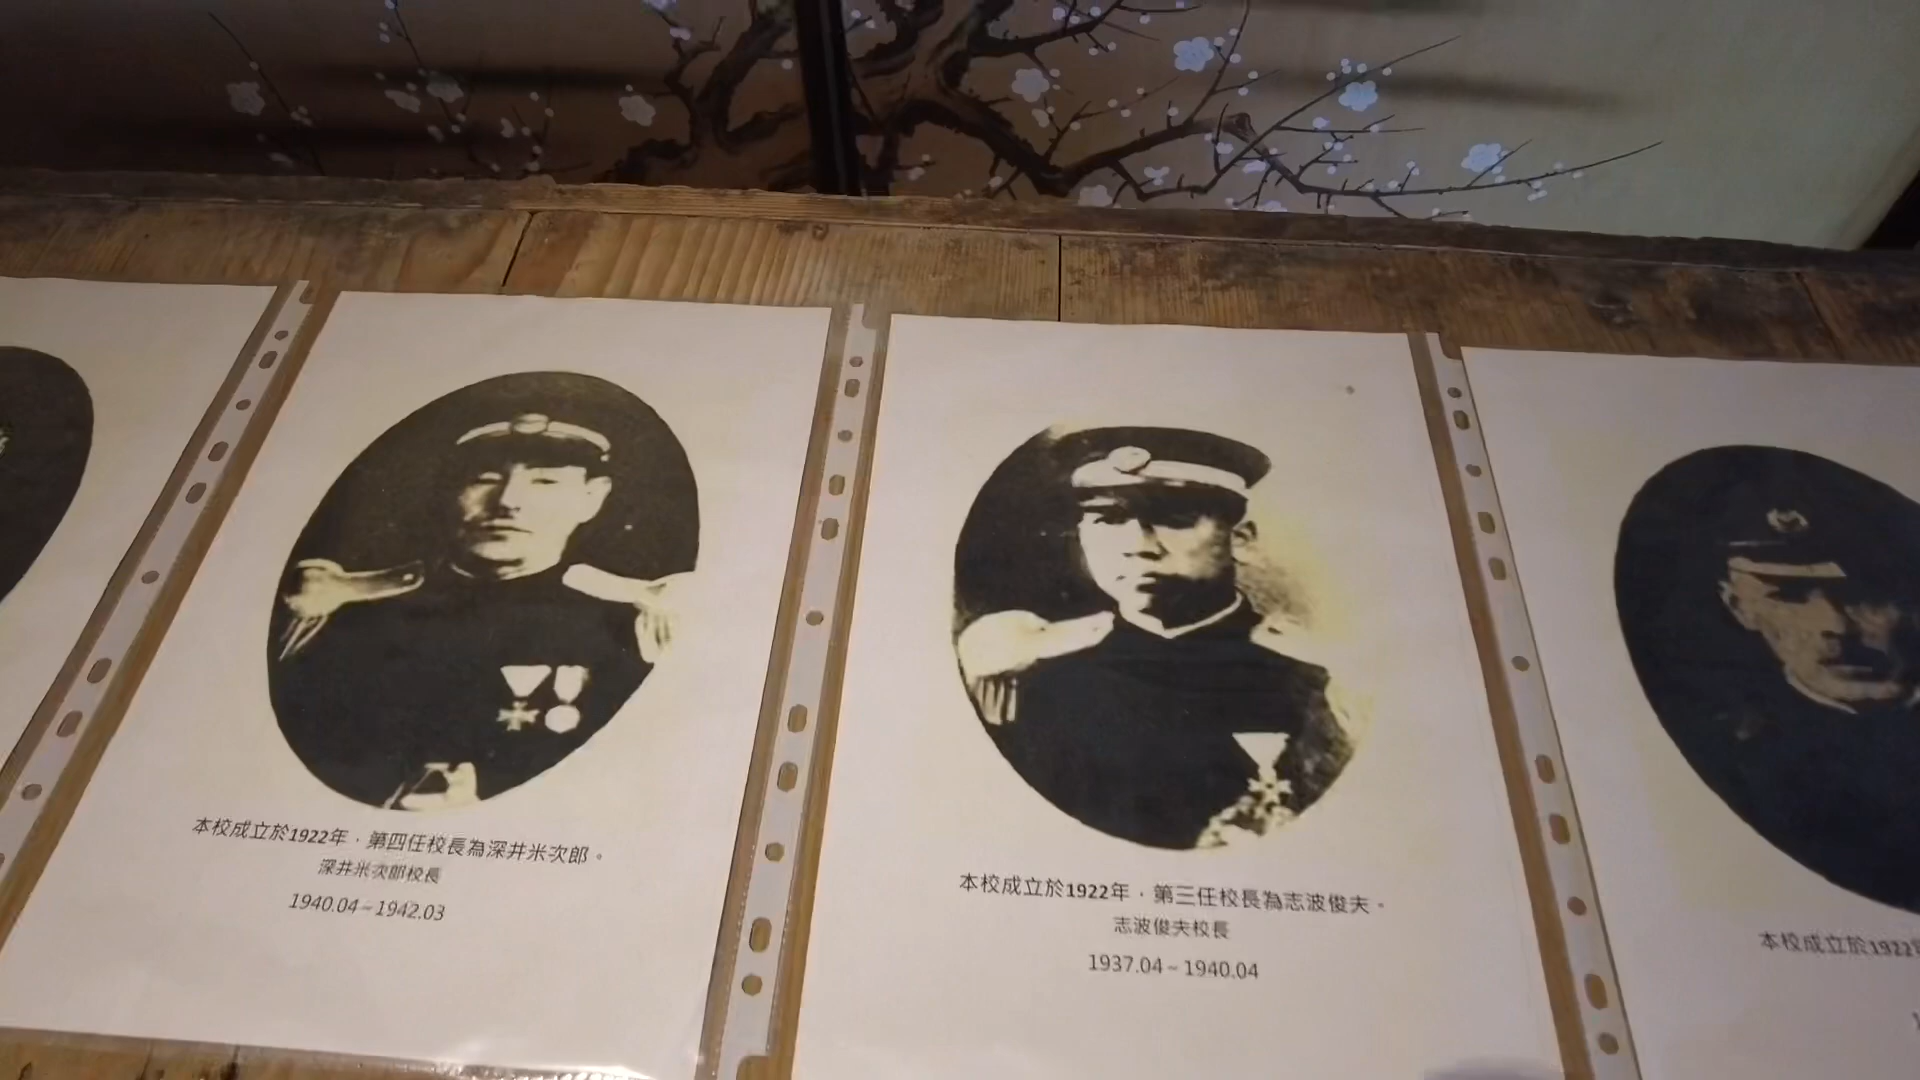 本校成立於1922年，第四任校長為深井米次郎。
深井米次郎校長
1940.04~1942.03
本校成立於1922年，第三任校長為志波俊夫。
志波俊夫校長
1937.04~1940.04
本校成立於1922